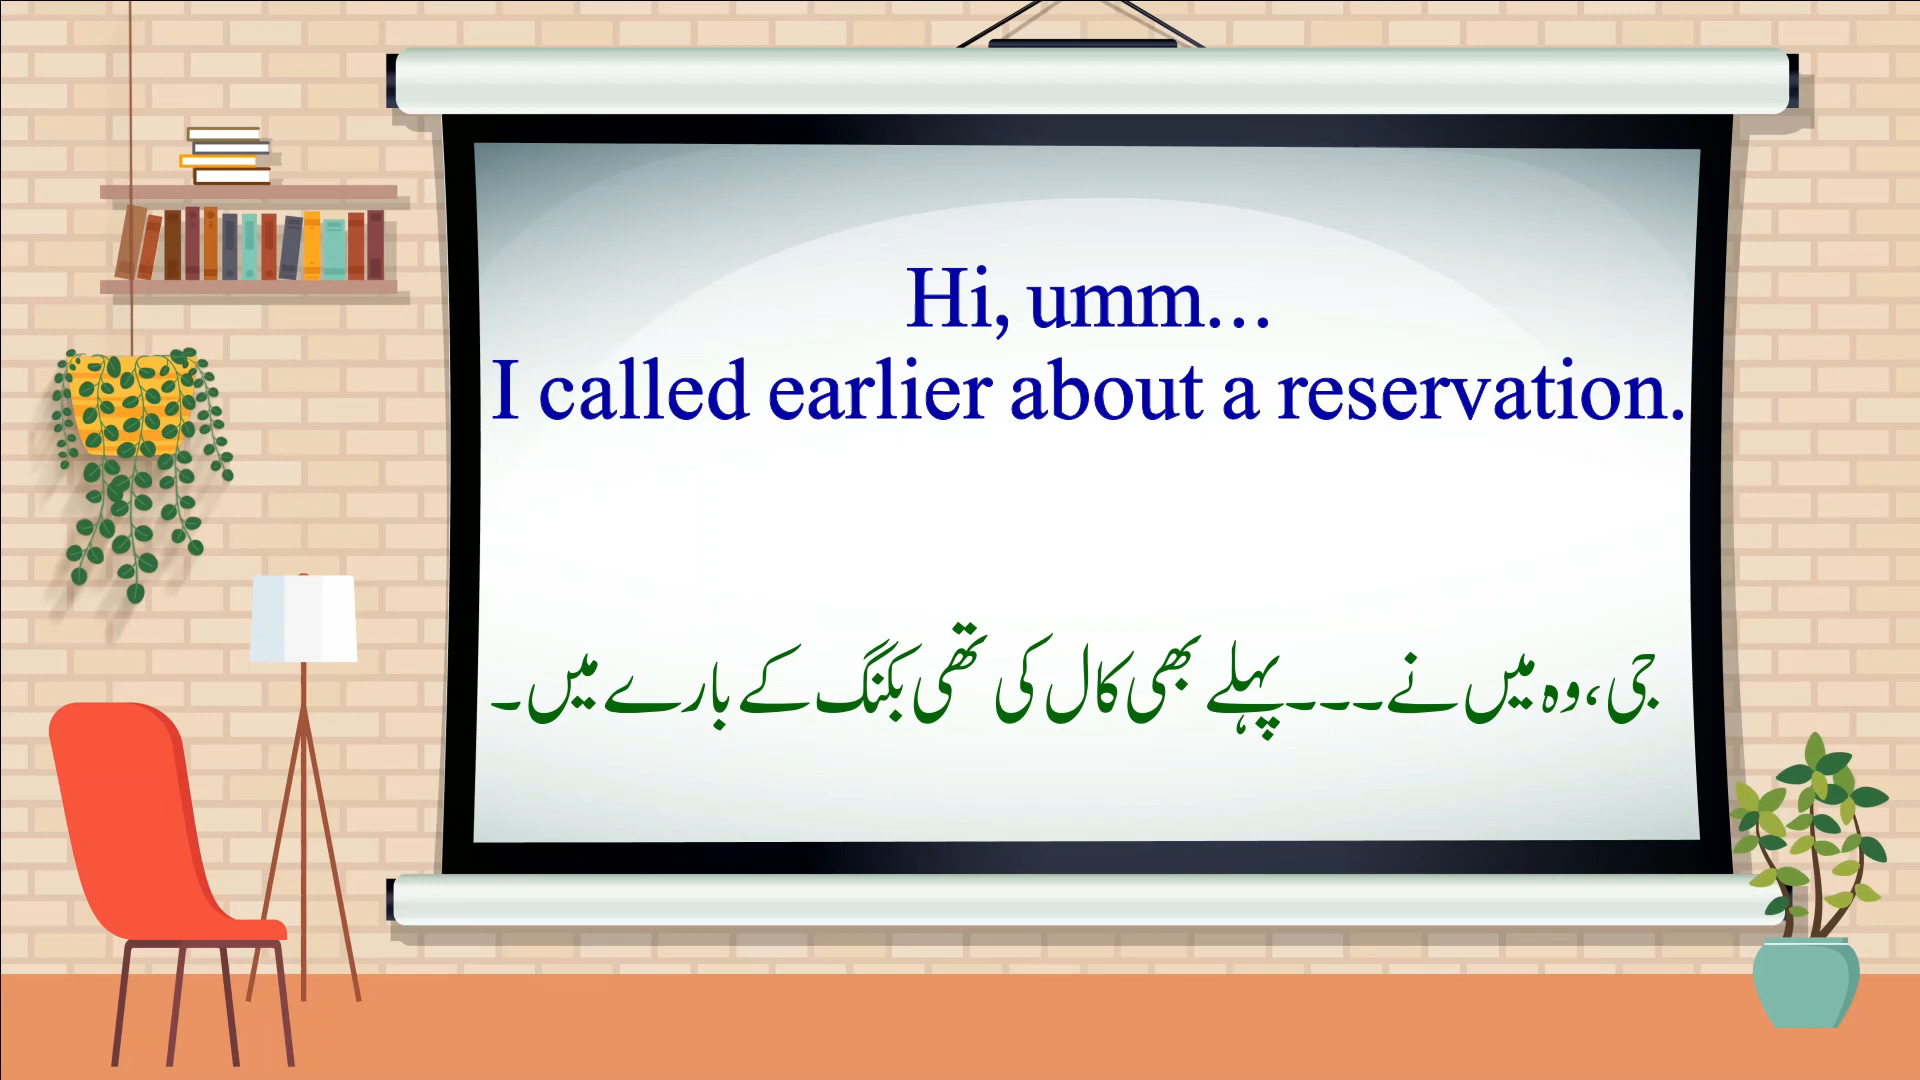 Hi, umm...
I called earlier about a reservation.
جی، وہ میں نے۔۔۔پہلے بھی کال کی تھی بکنگ کے بارے میں۔